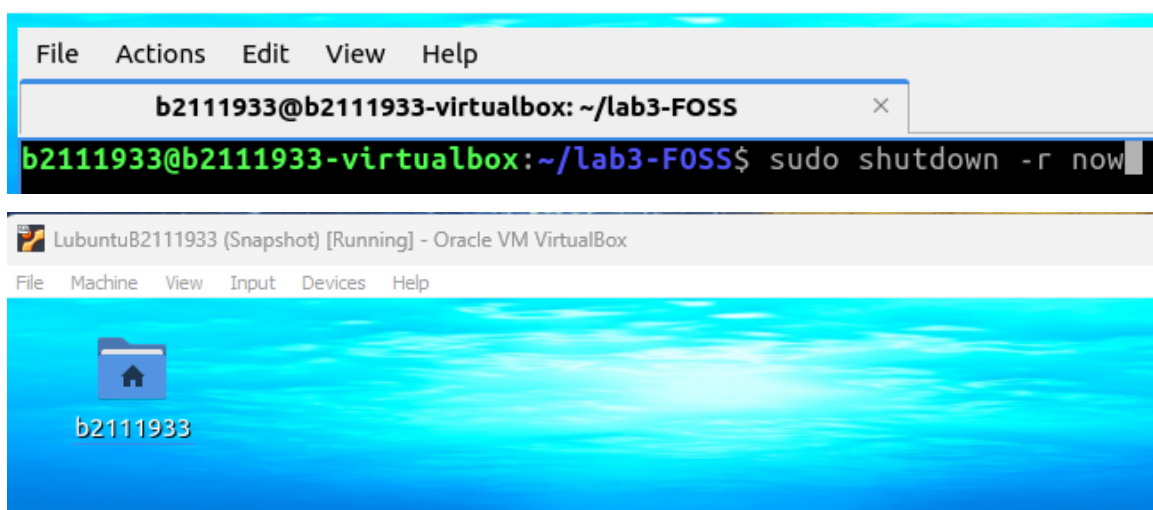 File Actions Edit View Help
b2111933@b2111933-virtualbox: ~/lab3-FOSS ×
b2111933@b2111933-virtualbox:~/lab3-FOSS$ sudo shutdown -r now
LubuntuB2111933 (Snapshot) [Running] - Oracle VM VirtualBox
File Machine View Input Devices Help
b2111933